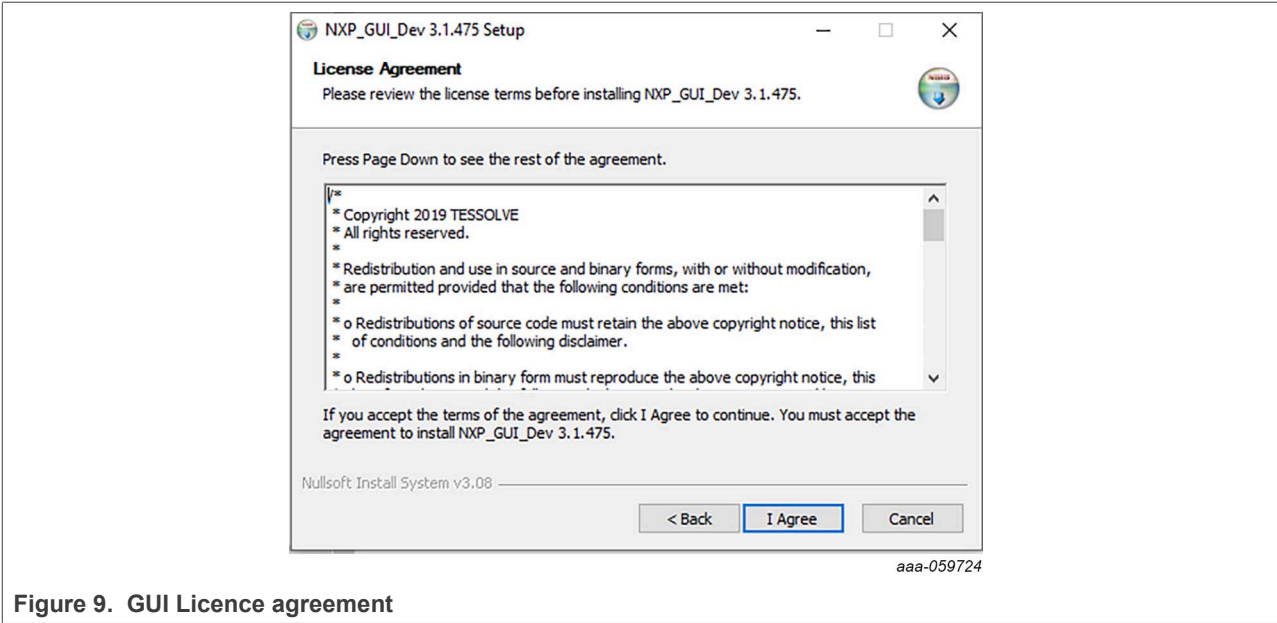 NXP_GUI_Dev 3.1.475 Setup
License Agreement
Please review the license terms before installing NXP_GUI_Dev 3.1.475.
Press Page Down to see the rest of the agreement.
/*
* Copyright 2019 TESSOLVE
* All rights reserved.
*
* Redistribution and use in source and binary forms, with or without modification,
* are permitted provided that the following conditions are met:
*
* o Redistributions of source code must retain the above copyright notice, this list
* of conditions and the following disclaimer.
*
* o Redistributions in binary form must reproduce the above copyright notice, this
If you accept the terms of the agreement, click I Agree to continue. You must accept the
agreement to install NXP_GUI_Dev 3.1.475.
Nullsoft Install System v3.08
< Back I Agree Cancel
aaa-059724
Figure 9. GUI Licence agreement